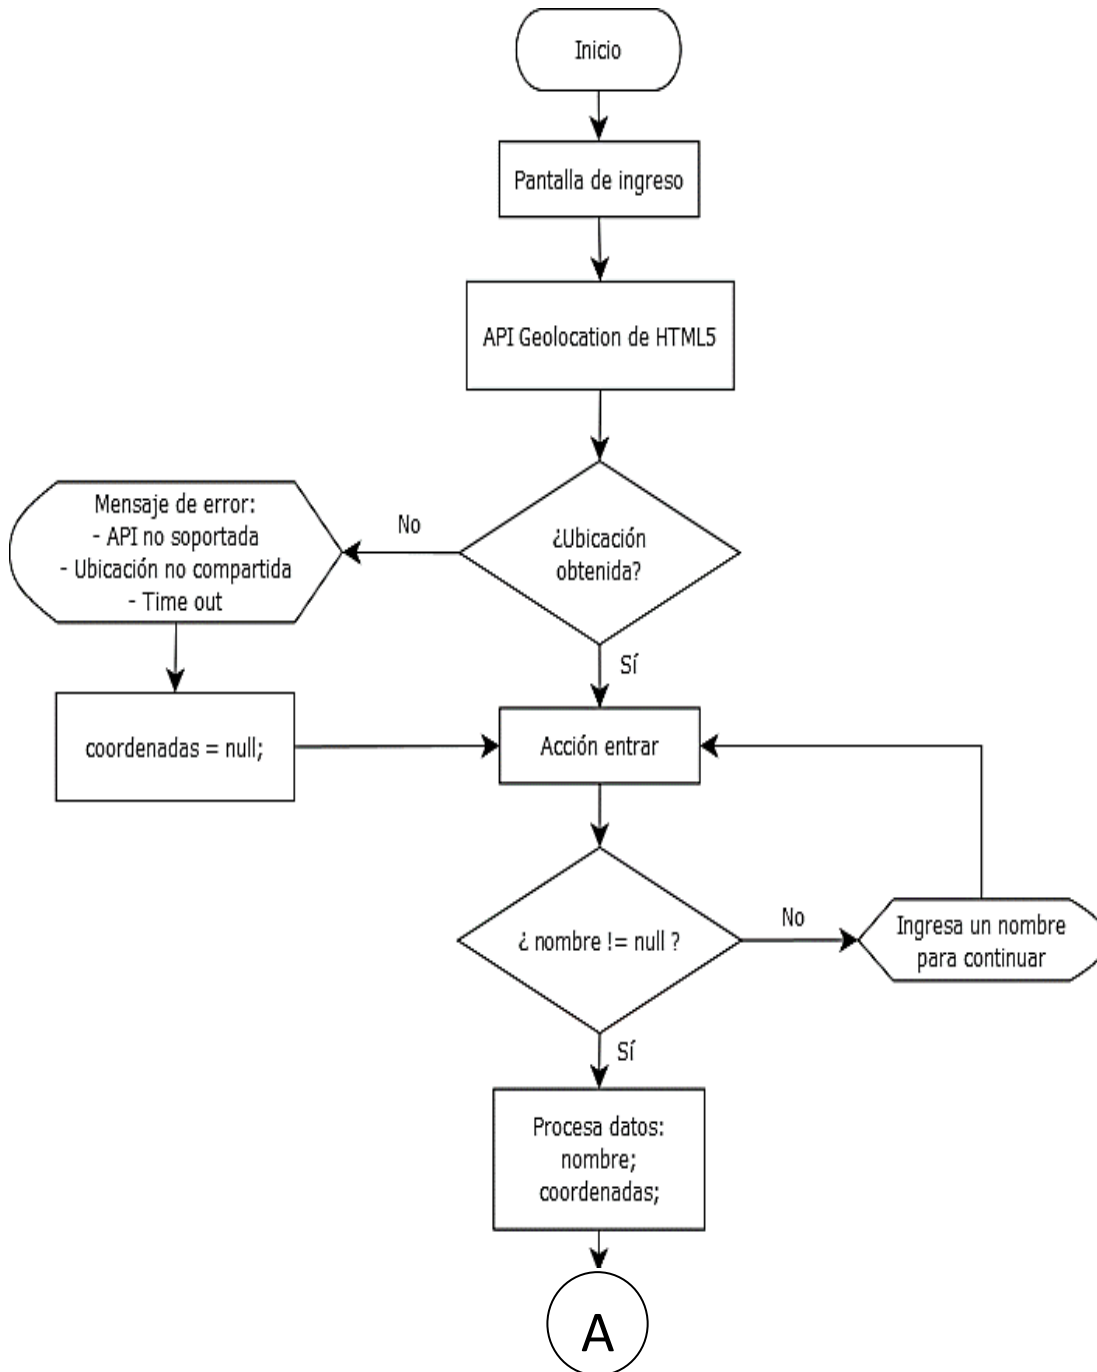 Inicio
Pantalla de ingreso
API Geolocation de HTML5
¿Ubicación
obtenida?
No
Mensaje de error:
- API no soportada
- Ubicación no compartida
- Time out
Sí
coordenadas = null;
Acción entrar
¿ nombre != null ?
No
Ingresa un nombre
para continuar
Sí
Procesa datos:
nombre;
coordenadas;
A